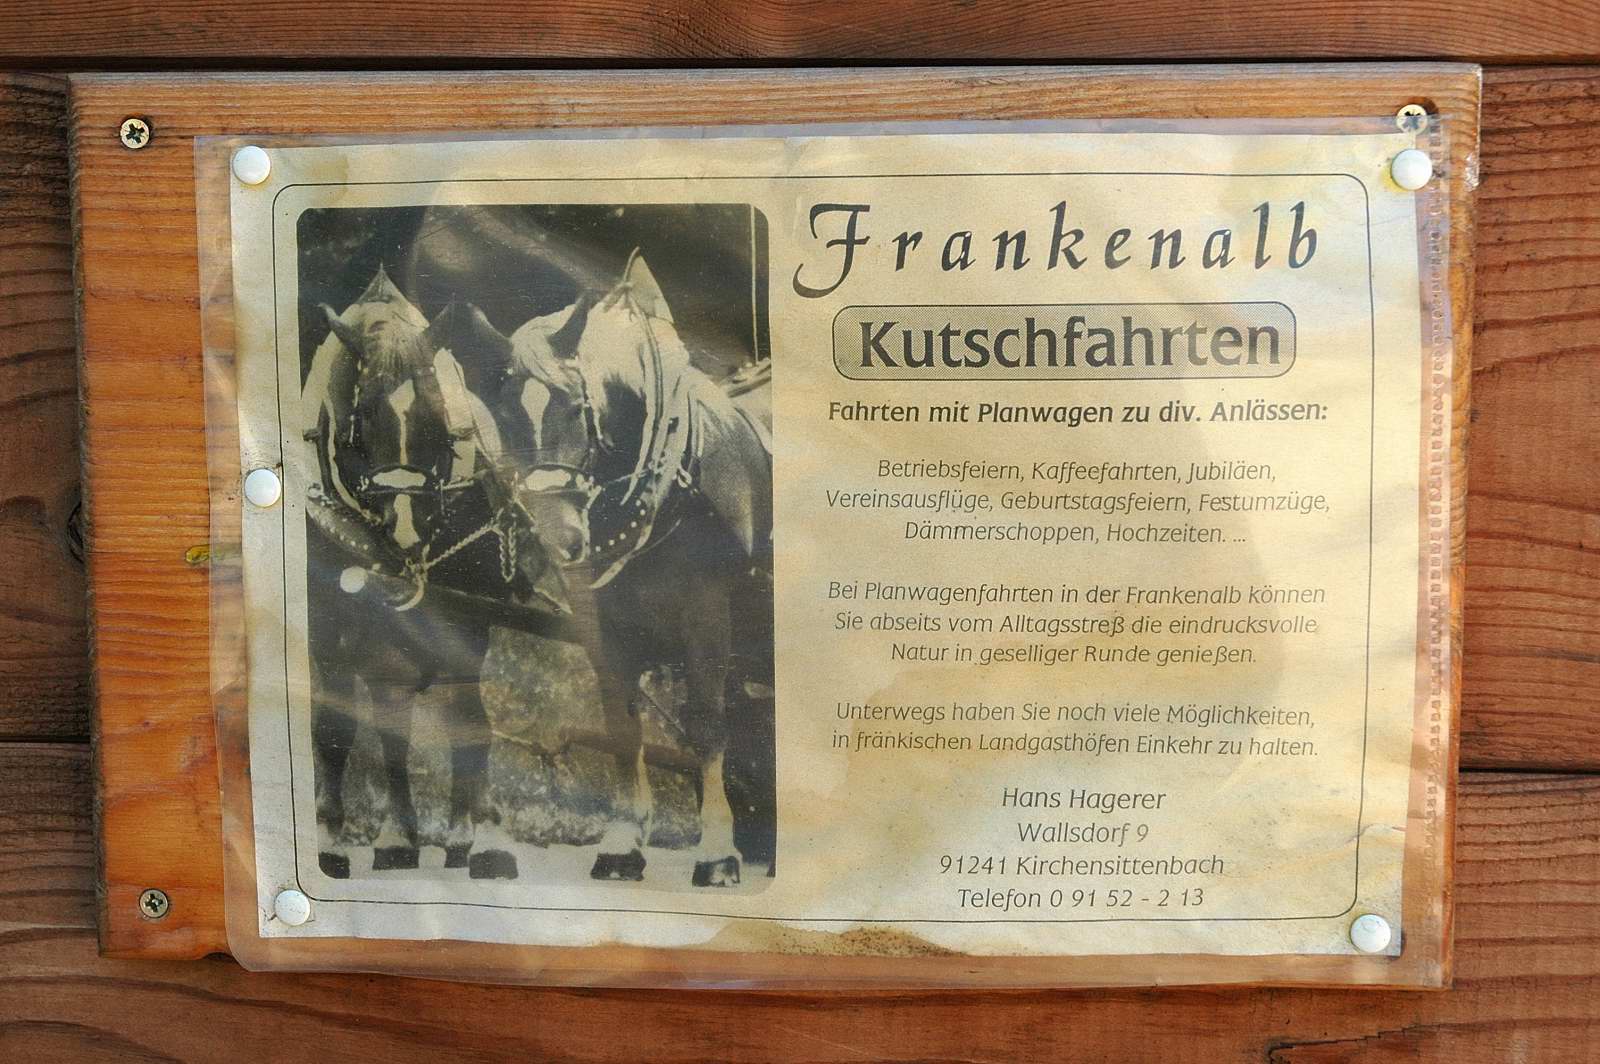 Frankenalb
Kutschfahrten
Fahrten mit Planwagen zu div. Anlässen:
Betriebsfeiern, Kaffeefahrten, Jubiläen,
Vereinsausflüge, Geburtstagsfeiern, Festumzüge,
Dämmerschoppen, Hochzeiten. ...
Bei Planwagenfahrten in der Frankenalb können
Sie abseits vom Alltagsstreß die eindrucksvolle
Natur in geselliger Runde genießen.
Unterwegs haben Sie noch viele Möglichkeiten,
in fränkischen Landgasthöfen Einkehr zu halten.
Hans Hagerer
Wallsdorf 9
91241 Kirchensittenbach
Telefon 0 91 52 - 2 13